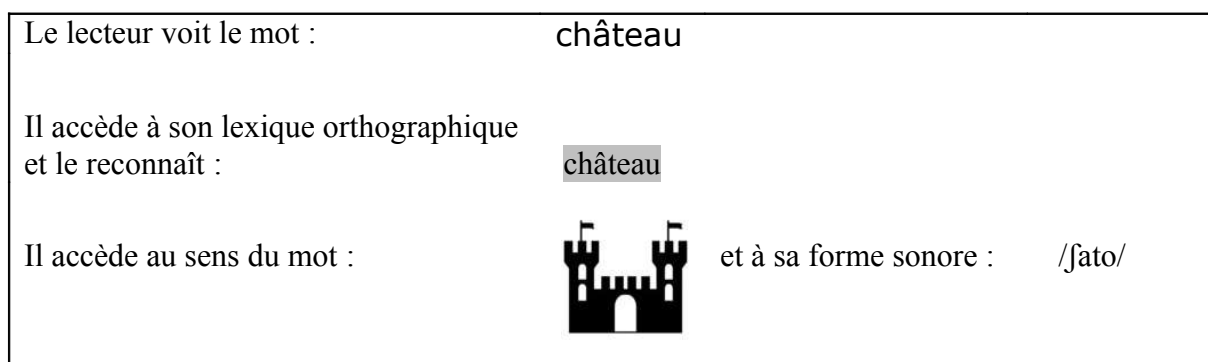 Le lecteur voit le mot : château
Il accède à son lexique orthographique
et le reconnaît : château
Il accède au sens du mot : et à sa forme sonore : /ʃato/